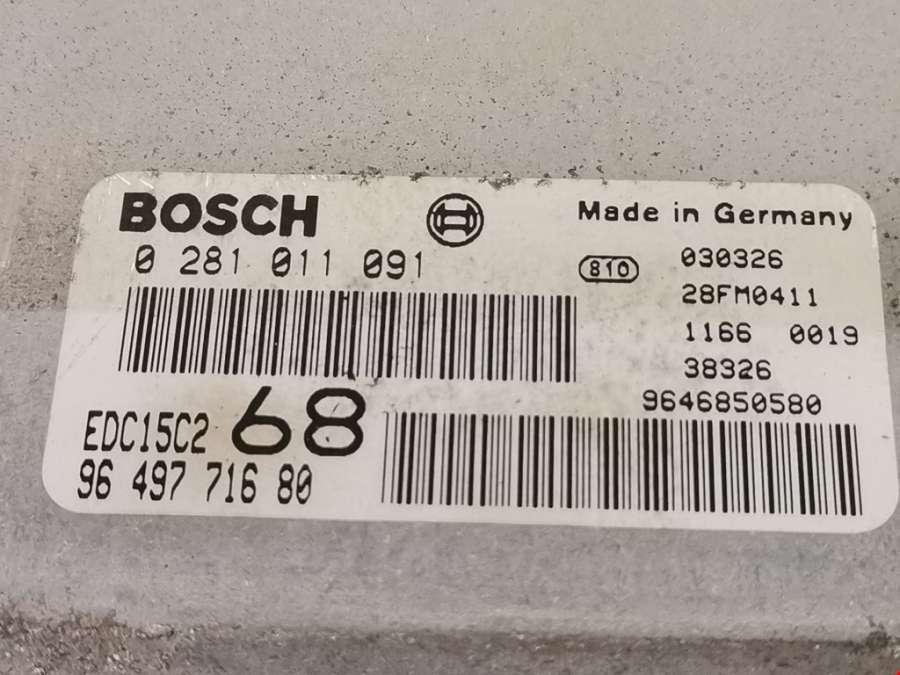 BOSCH
Made in Germany
0 281 011 091
810
030326
28FM0411
1166 0019
38326
9646850580
EDC15C2 68
96 497 716 80